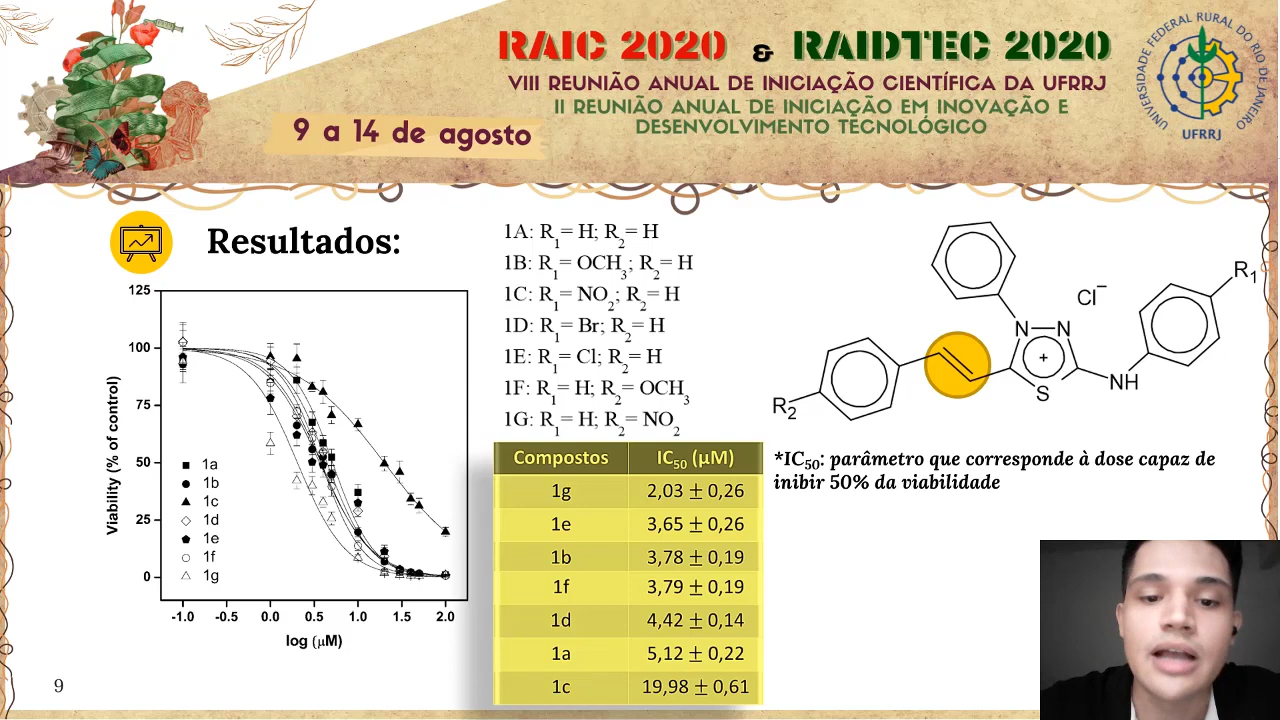 RAIC 2020 & RAIDTEC 2020
VIII REUNIÃO ANUAL DE INICIAÇÃO CIENTÍFICA DA UFRRJ
II REUNIÃO ANUAL DE INICIAÇÃO EM INOVAÇÃO E
DESENVOLVIMENTO TECNOLÓGICO
9 a 14 de agosto
UNIVERSIDADE FEDERAL RURAL DO RIO DE JANEIRO
UFRRJ
Resultados:
1A: R1= H; R2= H
1B: R1= OCH3; R2= H
1C: R1= NO2; R2= H
1D: R1= Br; R2= H
1E: R1= Cl; R2= H
1F: R1= H; R2= OCH3
1G: R1= H; R2= NO2
125
100
75
50
25
0
Viability (% of control)
1a
1b
1c
1d
1e
1f
1g
-1.0 -0.5 0.0 0.5 1.0 1.5 2.0
log (µM)
Compostos IC50 (µM)
1g 2,03 ± 0,26
1e 3,65 ± 0,26
1b 3,78 ± 0,19
1f 3,79 ± 0,19
1d 4,42 ± 0,14
1a 5,12 ± 0,22
1c 19,98 ± 0,61
R1
Cl−
N N
+
S
NH
R2
*IC50: parâmetro que corresponde à dose capaz de
inibir 50% da viabilidade
9